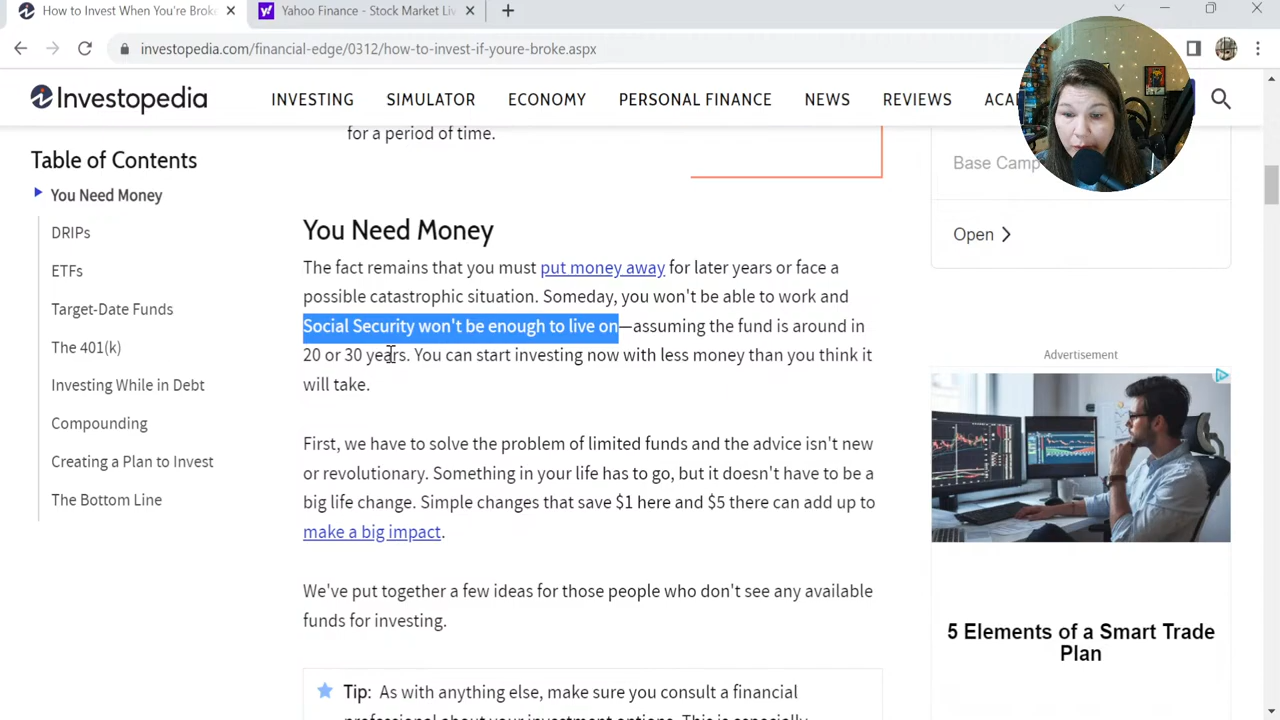 How to Invest When You're Broke
Yahoo Finance - Stock Market Liv
investopedia.com/financial-edge/0312/how-to-invest-if-youre-broke.aspx
Investopedia
INVESTING
SIMULATOR
ECONOMY
PERSONAL FINANCE
NEWS
REVIEWS
ACA
Table of Contents
You Need Money
DRIPs
ETFs
Target-Date Funds
The 401(k)
Investing While in Debt
Compounding
Creating a Plan to Invest
The Bottom Line
for a period of time.
You Need Money
The fact remains that you must put money away for later years or face a
possible catastrophic situation. Someday, you won't be able to work and
Social Security won't be enough to live on—assuming the fund is around in
20 or 30 years. You can start investing now with less money than you think it
will take.
First, we have to solve the problem of limited funds and the advice isn't new
or revolutionary. Something in your life has to go, but it doesn't have to be a
big life change. Simple changes that save $1 here and $5 there can add up to
make a big impact.
We've put together a few ideas for those people who don't see any available
funds for investing.
Tip: As with anything else, make sure you consult a financial
professional about your investment options. This is especially
Base Camp
Open
Advertisement
5 Elements of a Smart Trade
Plan